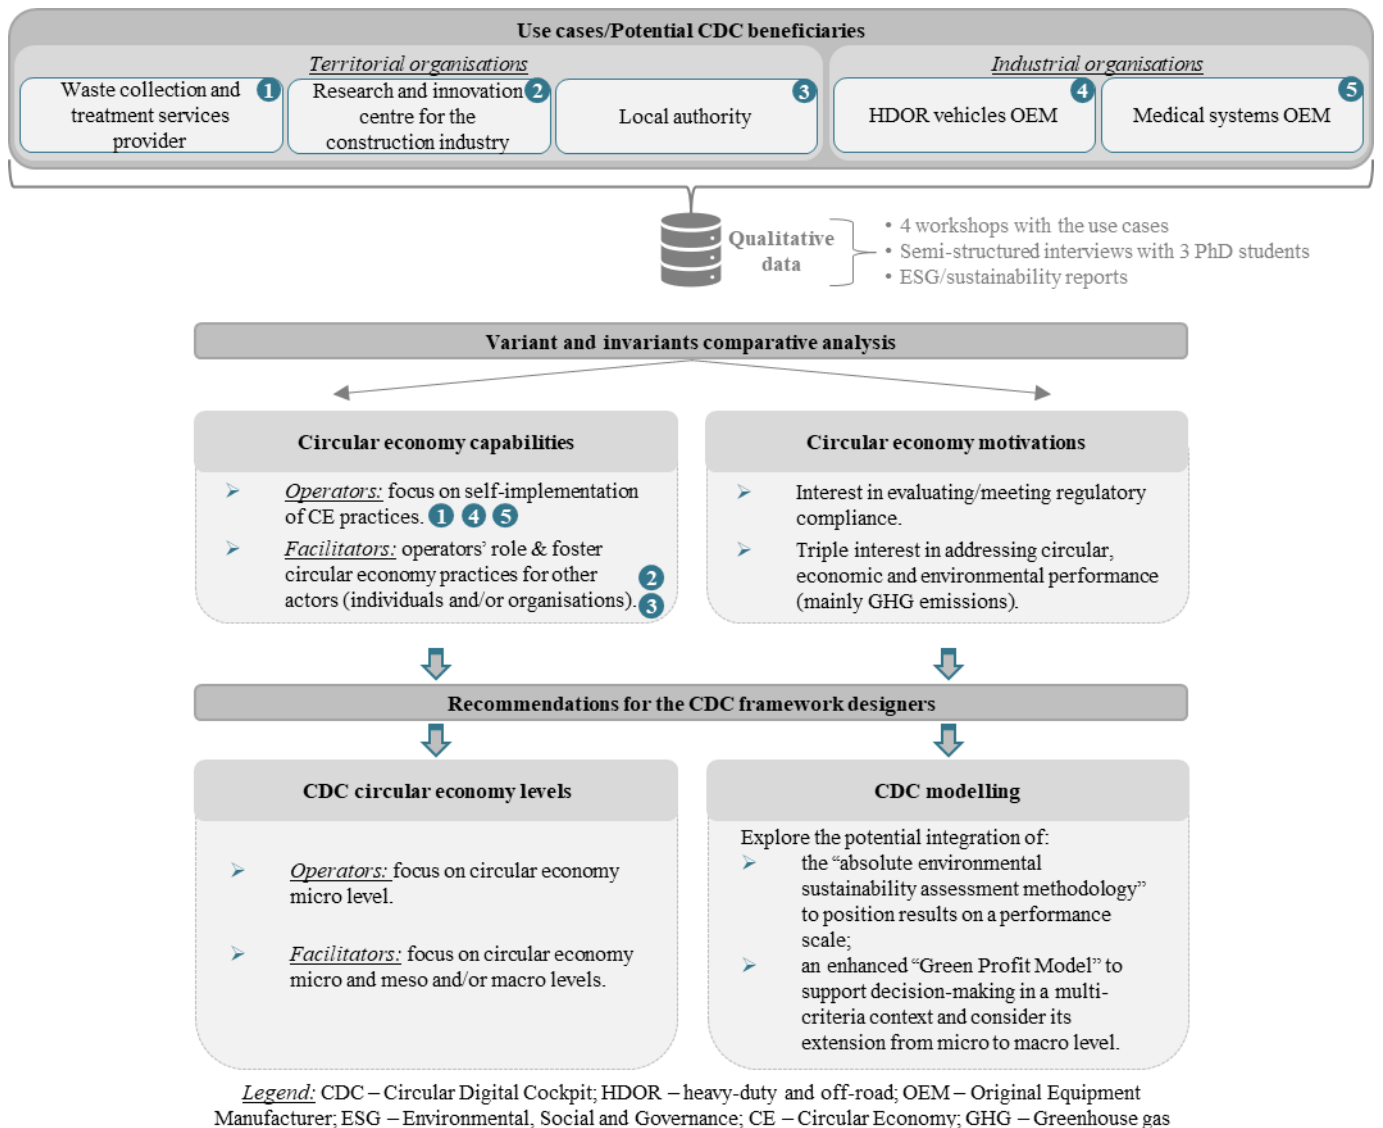 Use cases/Potential CDC beneficiaries
Territorial organisations
Waste collection and
treatment services
provider
1
Research and innovation
centre for the
construction industry
2
Local authority
3
Industrial organisations
HDOR vehicles OEM
4
Medical systems OEM
5
Qualitative
data
• 4 workshops with the use cases
• Semi-structured interviews with 3 PhD students
• ESG/sustainability reports
Variant and invariants comparative analysis
Circular economy capabilities
➢ Operators: focus on self-implementation
of CE practices. 1 4 5
➢ Facilitators: operators’ role & foster
circular economy practices for other
actors (individuals and/or organisations).
2
3
Circular economy motivations
➢ Interest in evaluating/meeting regulatory
compliance.
➢ Triple interest in addressing circular,
economic and environmental performance
(mainly GHG emissions).
Recommendations for the CDC framework designers
CDC circular economy levels
➢ Operators: focus on circular economy
micro level.
➢ Facilitators: focus on circular economy
micro and meso and/or macro levels.
CDC modelling
Explore the potential integration of:
➢ the “absolute environmental
sustainability assessment methodology”
to position results on a performance
scale;
➢ an enhanced “Green Profit Model” to
support decision-making in a multi-
criteria context and consider its
extension from micro to macro level.
Legend: CDC – Circular Digital Cockpit; HDOR – heavy-duty and off-road; OEM – Original Equipment
Manufacturer; ESG – Environmental, Social and Governance; CE – Circular Economy; GHG – Greenhouse gas